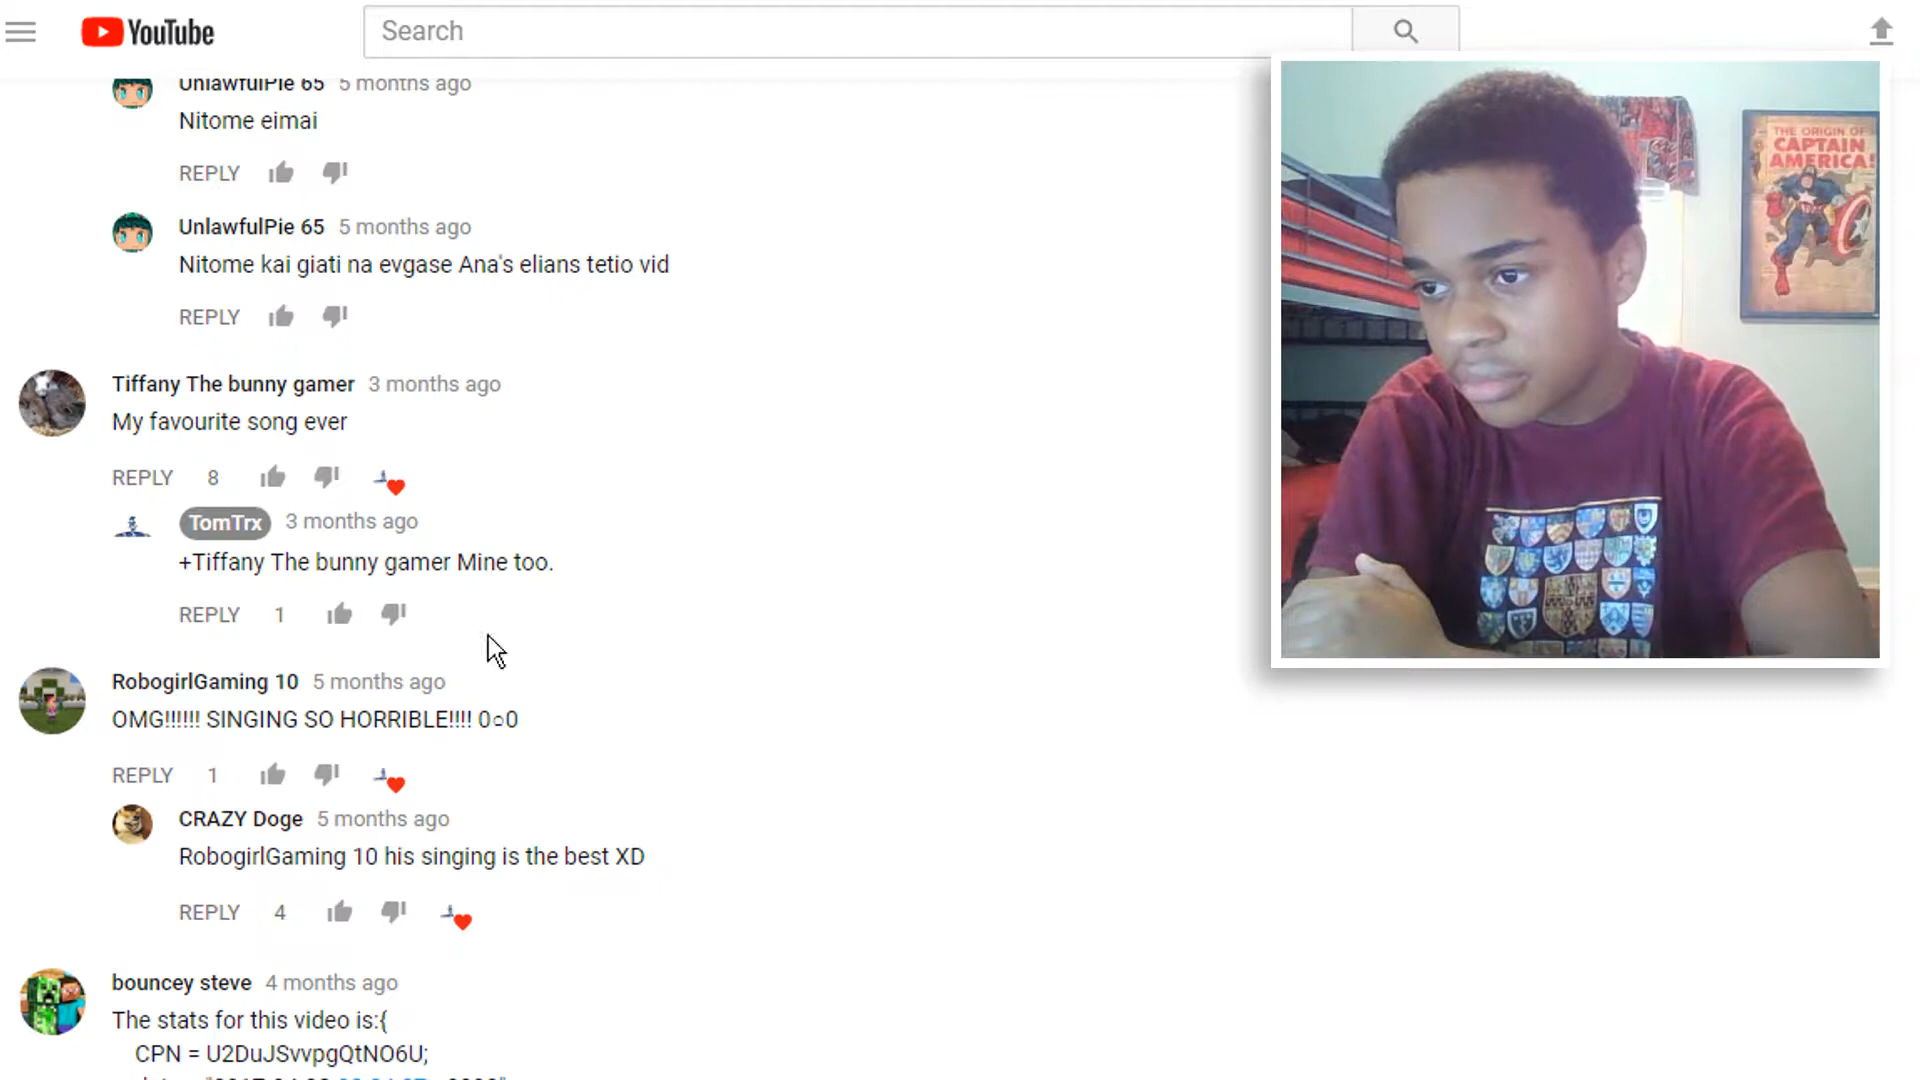 YouTube
Search
THE ORIGIN OF
CAPTAIN
AMERICA!
UnlawfulPie 65 5 months ago
Nitome eimai
REPLY
UnlawfulPie 65 5 months ago
Nitome kai giati na evgase Ana's elians tetio vid
REPLY
Tiffany The bunny gamer 3 months ago
My favourite song ever
REPLY 8
TomTrx 3 months ago
+Tiffany The bunny gamer Mine too.
REPLY 1
RobogirlGaming 10 5 months ago
OMG!!!!!! SINGING SO HORRIBLE!!!! 0○0
REPLY 1
CRAZY Doge 5 months ago
RobogirlGaming 10 his singing is the best XD
REPLY 4
bouncey steve 4 months ago
The stats for this video is:{
CPN = U2DuJSvvpgQtNO6U;